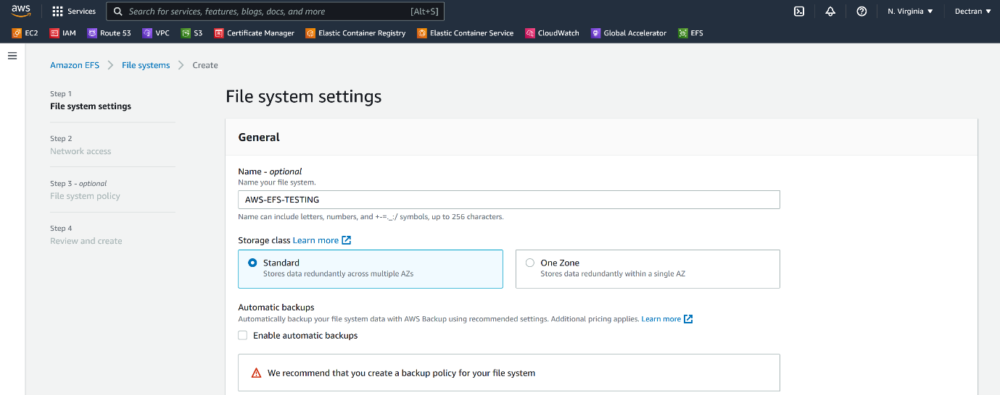 aws Services Search for services, features, blogs, docs, and more [Alt+S] N. Virginia Dectran
EC2 IAM Route 53 VPC S3 Certificate Manager Elastic Container Registry Elastic Container Service CloudWatch Global Accelerator EFS
Amazon EFS File systems Create
Step 1
File system settings
Step 2
Network access
Step 3 - optional
File system policy
Step 4
Review and create
File system settings
General
Name - optional
Name your file system.
AWS-EFS-TESTING
Name can include letters, numbers, and +-=._:/ symbols, up to 256 characters.
Storage class Learn more
Standard
Stores data redundantly across multiple AZs
One Zone
Stores data redundantly within a single AZ
Automatic backups
Automatically backup your file system data with AWS Backup using recommended settings. Additional pricing applies. Learn more
Enable automatic backups
We recommend that you create a backup policy for your file system